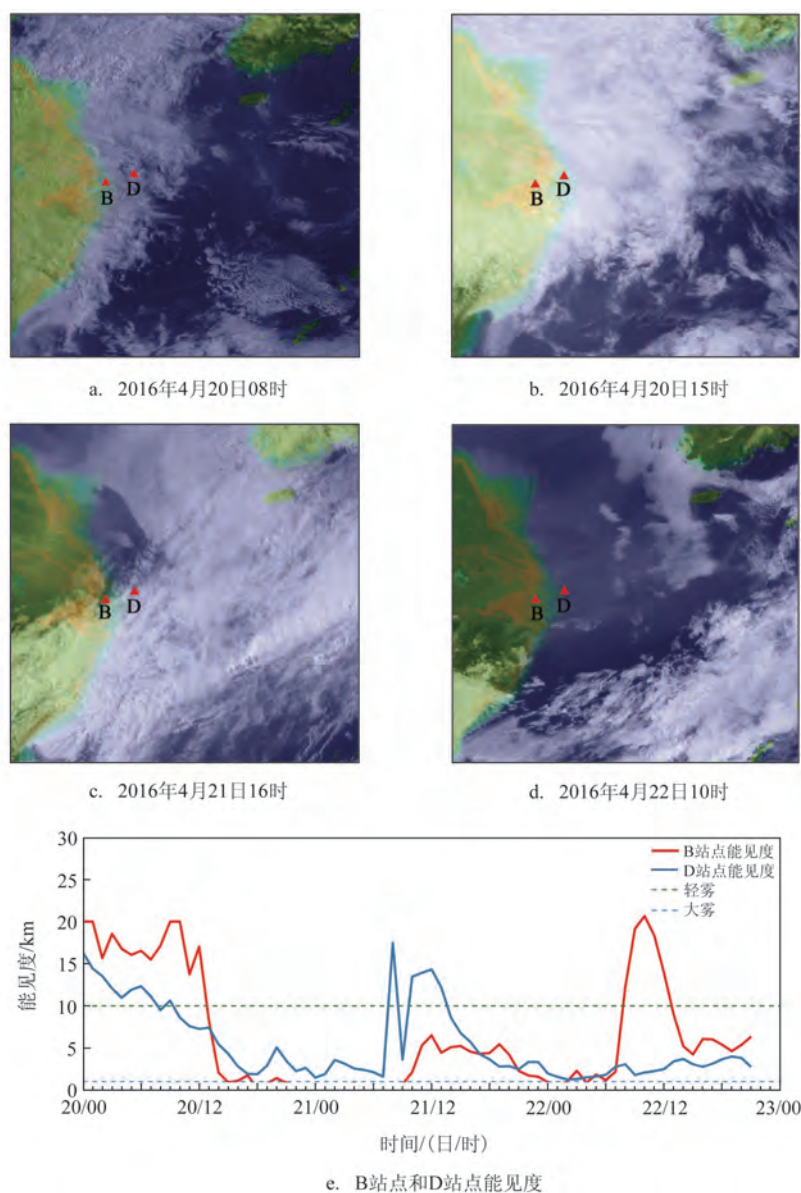 B
D
B
D
a. 2016年4月20日08时
b. 2016年4月20日15时
B
D
B
D
c. 2016年4月21日16时
d. 2016年4月22日10时
30
25
20
15
10
5
0
能见度/km
B站点能见度
D站点能见度
轻雾
大雾
20/00
20/12
21/00
21/12
22/00
22/12
23/00
时间/(日/时)
e. B站点和D站点能见度